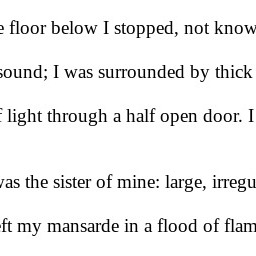 floor below I stopped, not know
sound; I was surrounded by thick
light through a half open door. I
was the sister of mine: large, irregu
left my mansarde in a flood of flam